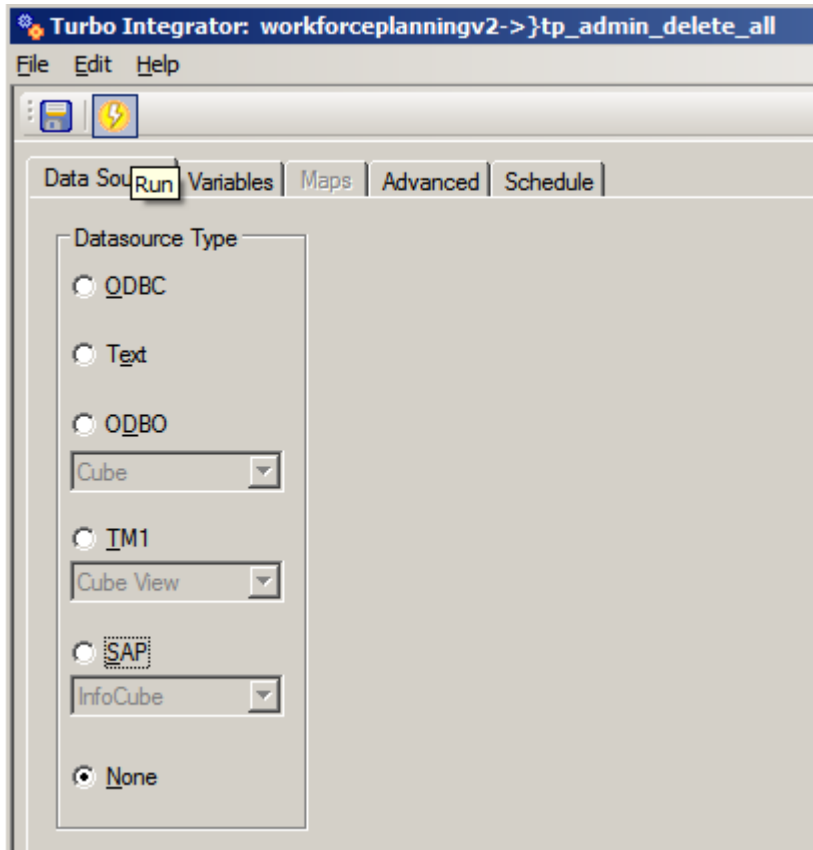 Turbo Integrator: workforceplanningv2->}tp_admin_delete_all
File Edit Help
Data Sou Run Variables Maps Advanced Schedule
Datasource Type
ODBC
Text
ODBO
Cube
TM1
Cube View
SAP
InfoCube
None